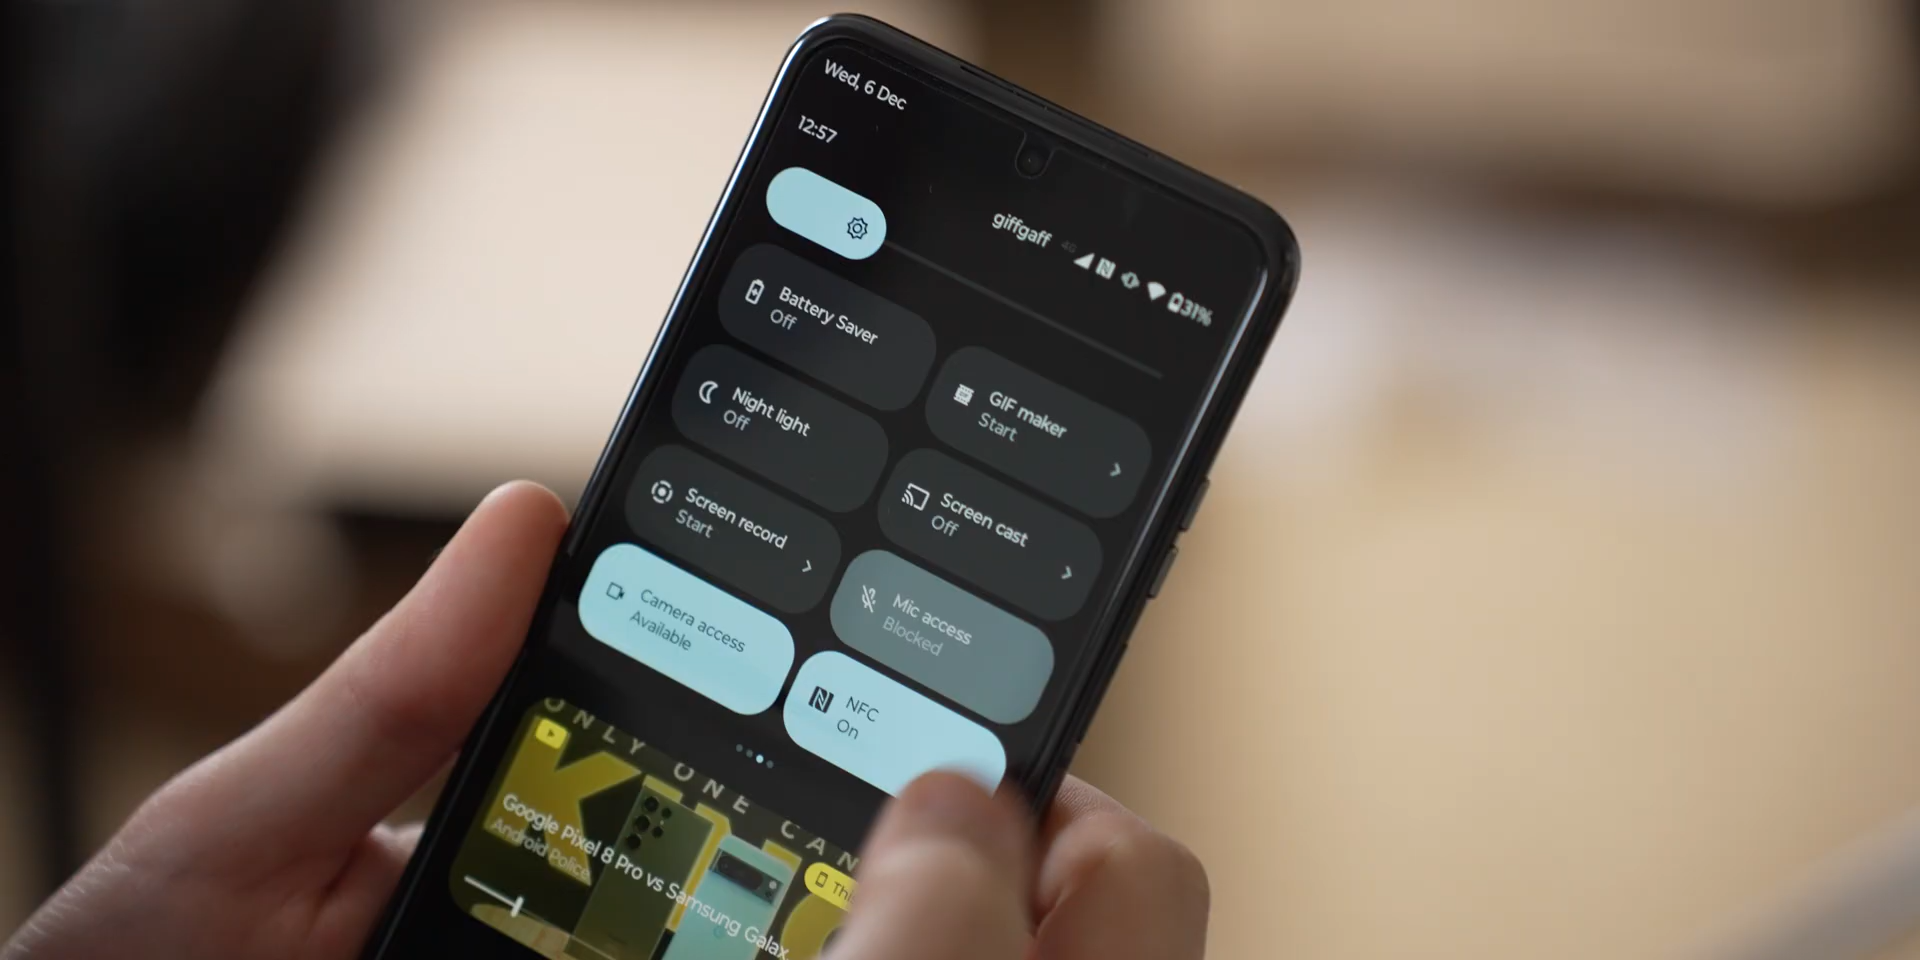 Wed, 6 Dec
12:57
giffgaff 4G 31%
Battery Saver
Off
GIF maker
Start
Night light
Off
Screen cast
Off
Screen record
Start
Mic access
Blocked
Camera access
Available
NFC
On
ONLY ONE CAN
Google Pixel 8 Pro vs Samsung Galax
Android Police